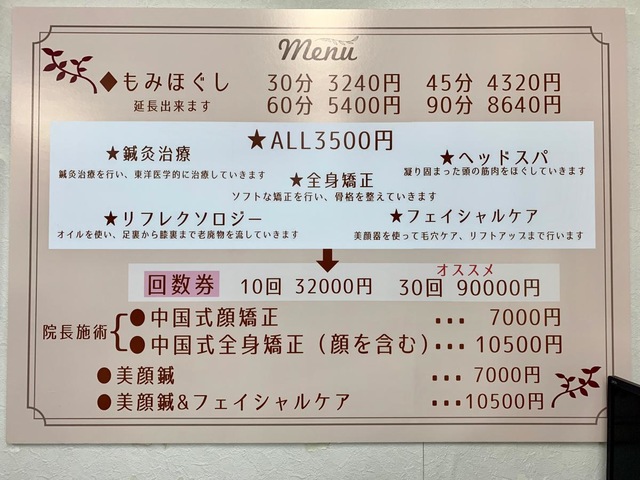 Menu
◆もみほぐし 30分 3240円 45分 4320円
延長出来ます 60分 5400円 90分 8640円
★ALL3500円
★鍼灸治療
鍼灸治療を行い、東洋医学的に治療していきます
★ヘッドスパ
凝り固まった頭の筋肉をほぐしていきます
★全身矯正
ソフトな矯正を行い、骨格を整えていきます
★リフレクソロジー
オイルを使い、足裏から膝裏まで老廃物を流していきます
★フェイシャルケア
美顔器を使って毛穴ケア、リフトアップまで行います
オススメ
回数券 10回 32000円 30回 90000円
院長施術
●中国式顔矯正 ... 7000円
●中国式全身矯正(顔を含む)... 10500円
●美顔鍼 ... 7000円
●美顔鍼&フェイシャルケア ...10500円